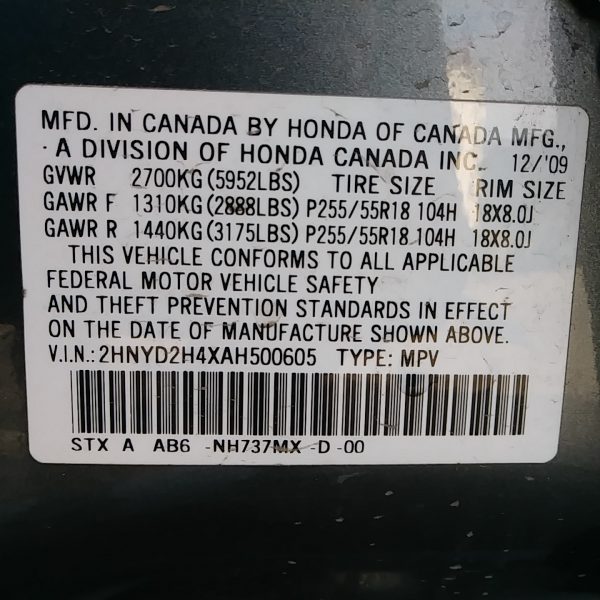 MFD. IN CANADA BY HONDA OF CANADA MFG.,
A DIVISION OF HONDA CANADA INC. 12/'09
GVWR 2700KG (5952LBS) TIRE SIZE RIM SIZE
GAWR F 1310KG (2888LBS) P255/55R18 104H 18X8.0J
GAWR R 1440KG (3175LBS) P255/55R18 104H 18X8.0J
THIS VEHICLE CONFORMS TO ALL APPLICABLE
FEDERAL MOTOR VEHICLE SAFETY
AND THEFT PREVENTION STANDARDS IN EFFECT
ON THE DATE OF MANUFACTURE SHOWN ABOVE.
V.I.N.: 2HNYD2H4XAH500605 TYPE: MPV
STX A AB6 -NH737MX -D -00